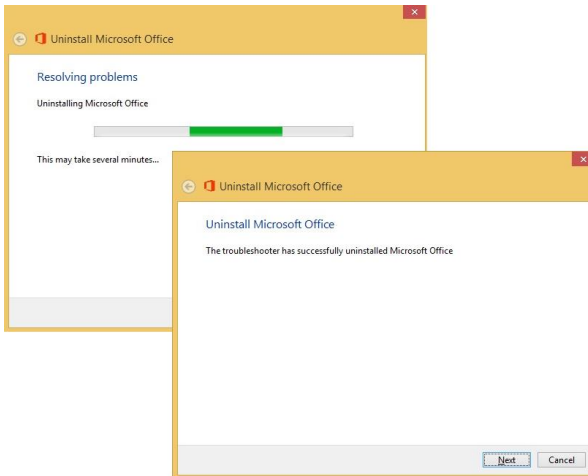 Uninstall Microsoft Office
Resolving problems
Uninstalling Microsoft Office
This may take several minutes...
Uninstall Microsoft Office
Uninstall Microsoft Office
The troubleshooter has successfully uninstalled Microsoft Office
Next Cancel